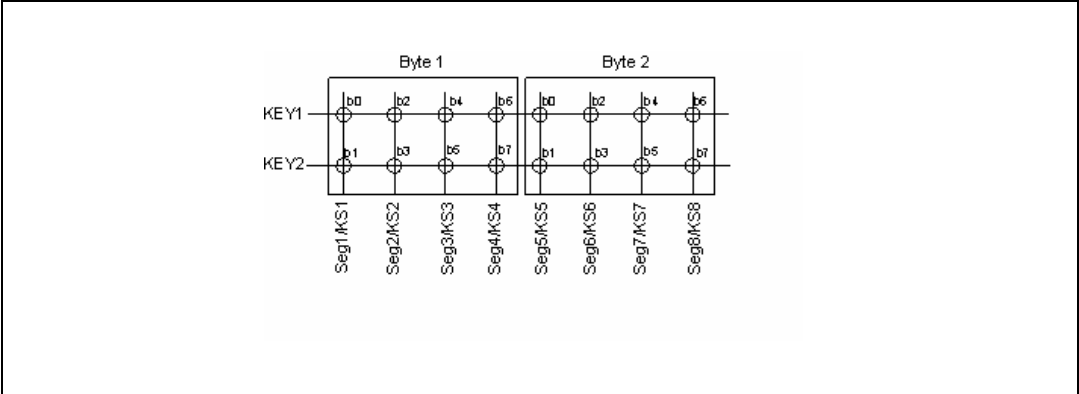 Byte 1 Byte 2
b0 b2 b4 b6 b0 b2 b4 b6
KEY1
b1 b3 b5 b7 b1 b3 b5 b7
KEY2
Seg1/KS1
Seg2/KS2
Seg3/KS3
Seg4/KS4
Seg5/KS5
Seg6/KS6
Seg7/KS7
Seg8/KS8